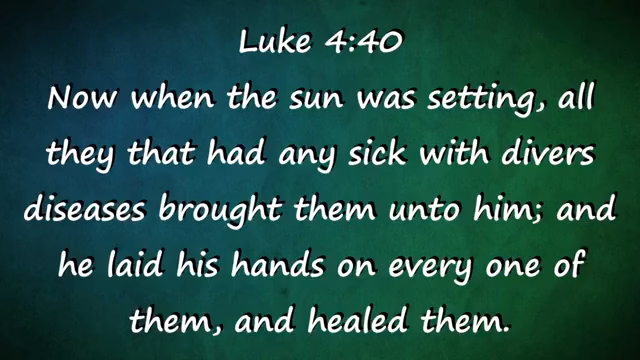 Luke 4:40
Now when the sun was setting, all
they that had any sick with divers
diseases brought them unto him; and
he laid his hands on every one of
them, and healed them.